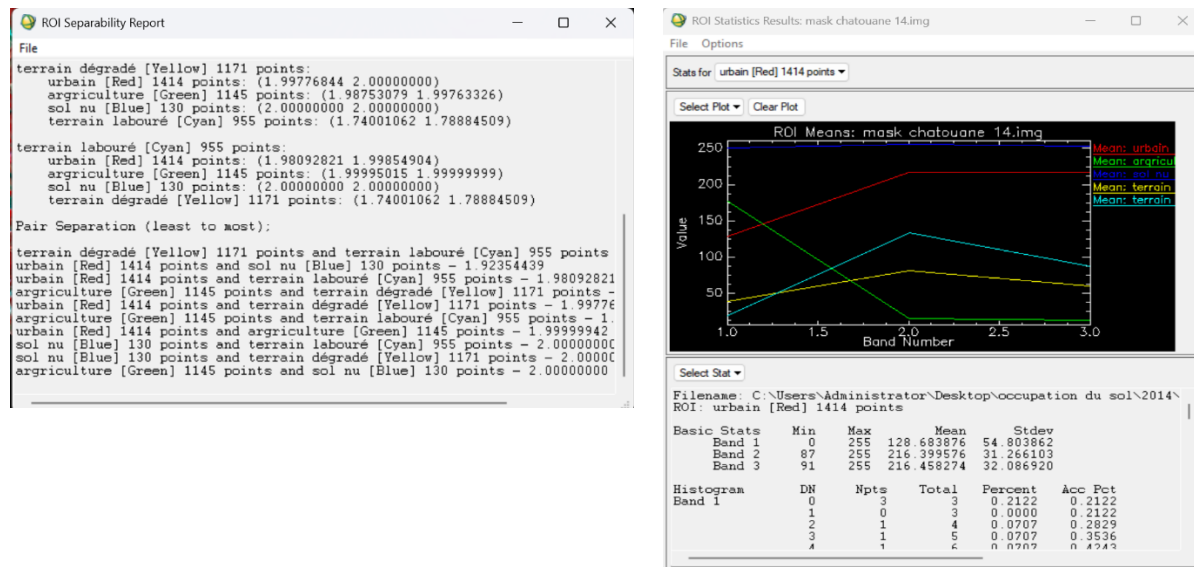 ROI Separability Report
File
terrain dégradé [Yellow] 1171 points:
urbain [Red] 1414 points: (1.99776844 2.00000000)
argriculture [Green] 1145 points: (1.98753079 1.99763326)
sol nu [Blue] 130 points: (2.00000000 2.00000000)
terrain labouré [Cyan] 955 points: (1.74001062 1.78884509)
terrain labouré [Cyan] 955 points:
urbain [Red] 1414 points: (1.98092821 1.99854904)
argriculture [Green] 1145 points: (1.99995015 1.99999999)
sol nu [Blue] 130 points: (2.00000000 2.00000000)
terrain dégradé [Yellow] 1171 points: (1.74001062 1.78884509)
Pair Separation (least to most);
terrain dégradé [Yellow] 1171 points and terrain labouré [Cyan] 955 points
urbain [Red] 1414 points and sol nu [Blue] 130 points - 1.92354439
urbain [Red] 1414 points and terrain labouré [Cyan] 955 points - 1.98092821
argriculture [Green] 1145 points and terrain dégradé [Yellow] 1171 points -
urbain [Red] 1414 points and terrain dégradé [Yellow] 1171 points - 1.99776
argriculture [Green] 1145 points and terrain labouré [Cyan] 955 points - 1.
urbain [Red] 1414 points and argriculture [Green] 1145 points - 1.99999942
sol nu [Blue] 130 points and terrain labouré [Cyan] 955 points - 2.0000000
sol nu [Blue] 130 points and terrain dégradé [Yellow] 1171 points - 2.0000
argriculture [Green] 1145 points and sol nu [Blue] 130 points - 2.00000000
ROI Statistics Results: mask chatouane 14.img
File Options
Stats for urbain [Red] 1414 points
Select Plot Clear Plot
ROI Means: mask chatouane 14.img
Mean: urbain
Mean: argricul
Mean: sol nu
Mean: terrain
Mean: terrain
250
200
150
100
50
Value
1.0 1.5 2.0 2.5 3.0
Band Number
Select Stat
Filename: C:\Users\Administrator\Desktop\occupation du sol\2014\
ROI: urbain [Red] 1414 points
Basic Stats Min Max Mean Stdev
Band 1 0 255 128.683876 54.803862
Band 2 87 255 216.399576 31.266103
Band 3 91 255 216.458274 32.086920
Histogram DN Npts Total Percent Acc Pct
Band 1 0 3 3 0.2122 0.2122
1 0 3 0.0000 0.2122
2 1 4 0.0707 0.2829
3 1 5 0.0707 0.3536
4 1 6 0.0707 0.4243